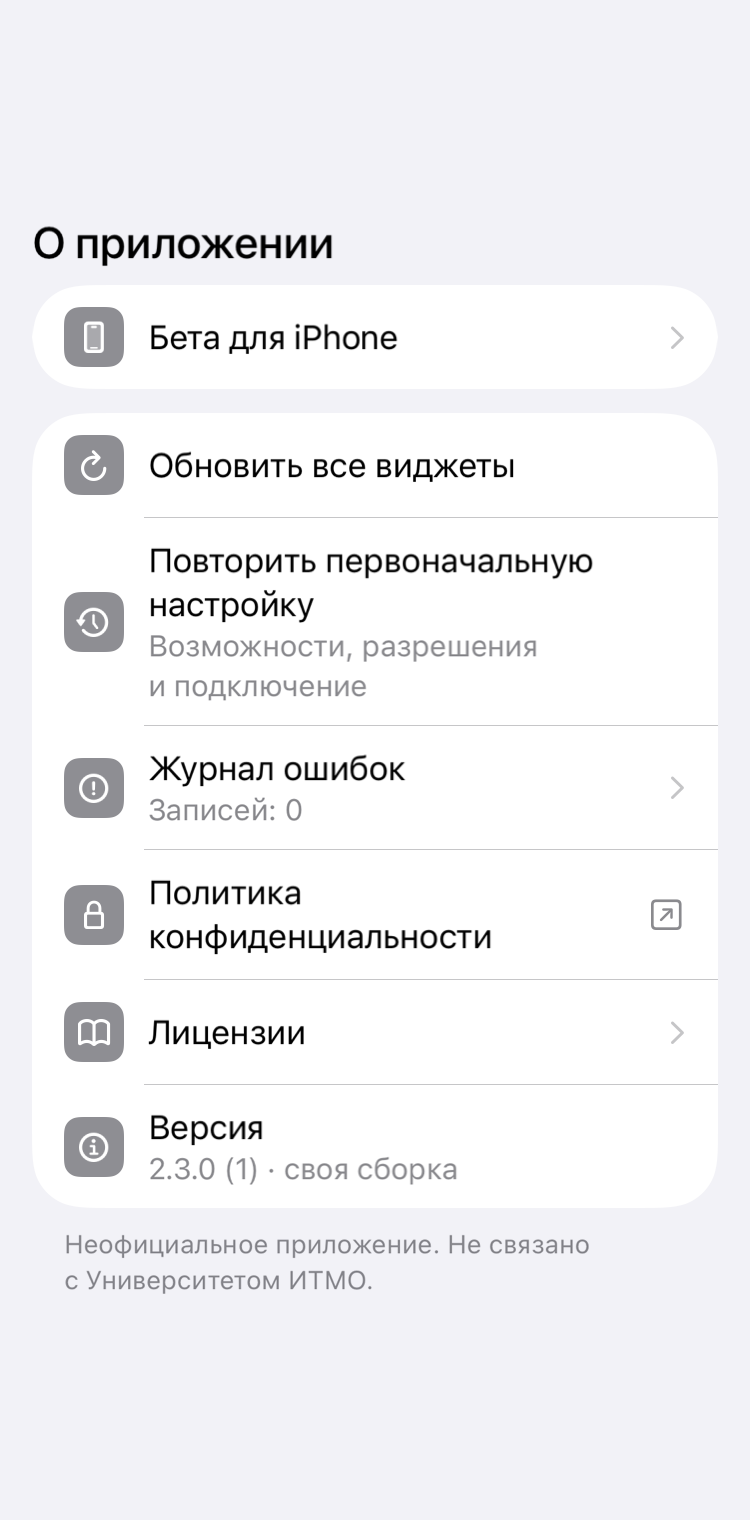 О приложении
Бета для iPhone
Обновить все виджеты
Повторить первоначальную
настройку
Возможности, разрешения
и подключение
Журнал ошибок
Записей: 0
Политика
конфиденциальности
Лицензии
Версия
2.3.0 (1) · своя сборка
Неофициальное приложение. Не связано
с Университетом ИТМО.